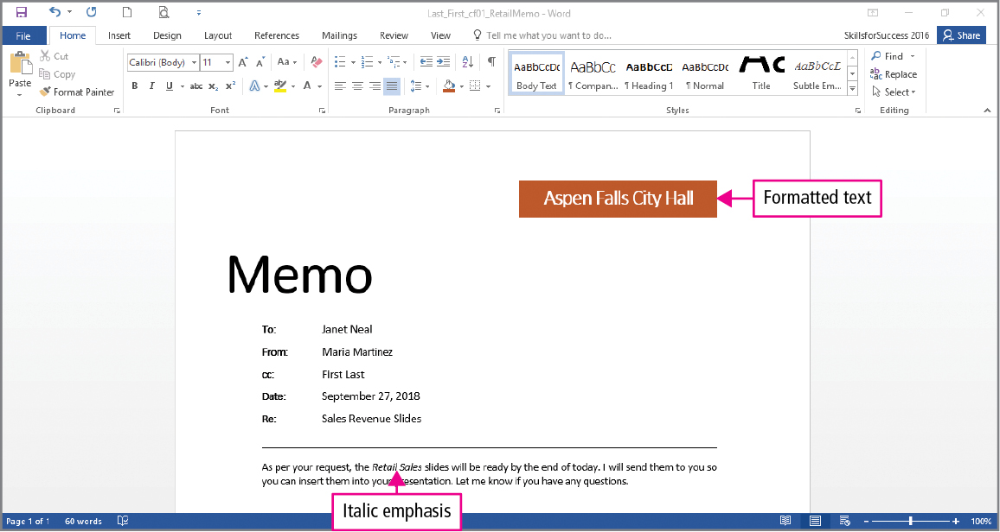 Last_First_cf01_RetailMemo - Word
File Home Insert Design Layout References Mailings Review View Tell me what you want to do... SkillsforSuccess 2016 Share
Paste
Cut
Copy
Format Painter
Clipboard
Calibri (Body) 11 A A Aa
B I U abc x₂ x² A ab A
Font
A Z ¶
Paragraph
AaBbCcDc AaBbCc AaBbCcD AaBbCcDc AaBbCcL
Body Text ¶ Compan... ¶ Heading 1 ¶ Normal Title Subtle Em...
Styles
Find
Replace
Select
Editing
Aspen Falls City Hall
Formatted text
Memo
To: Janet Neal
From: Maria Martinez
cc: First Last
Date: September 27, 2018
Re: Sales Revenue Slides
As per your request, the Retail Sales slides will be ready by the end of today. I will send them to you so
you can insert them into your presentation. Let me know if you have any questions.
Italic emphasis
Page 1 of 1 60 words 100%